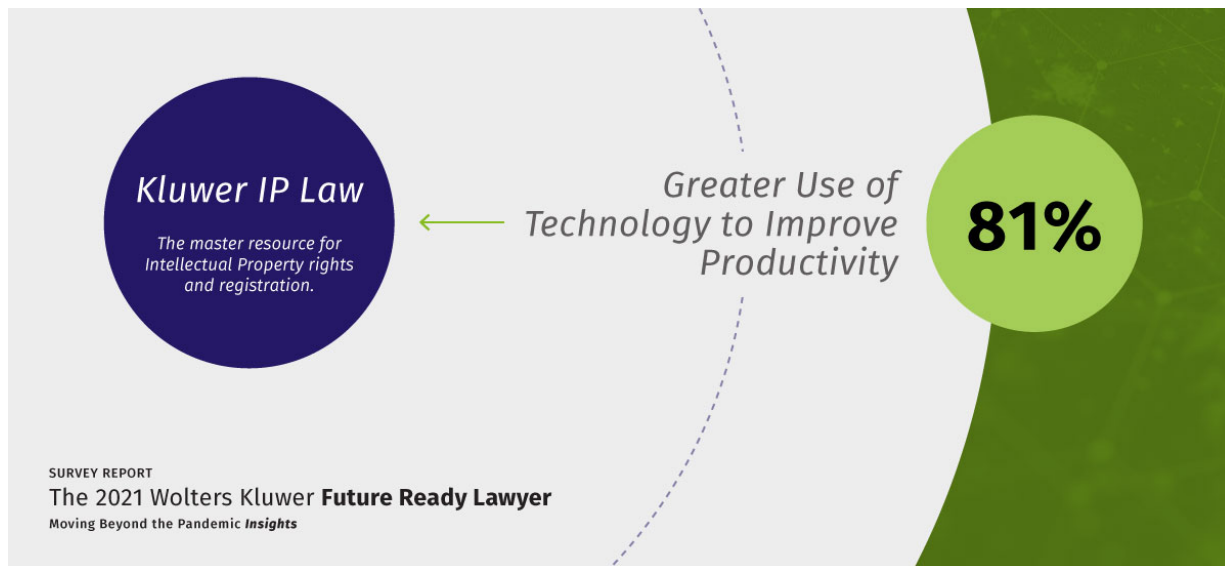 Kluwer IP Law
The master resource for
Intellectual Property rights
and registration.
Greater Use of
Technology to Improve
Productivity
81%
SURVEY REPORT
The 2021 Wolters Kluwer Future Ready Lawyer
Moving Beyond the Pandemic Insights